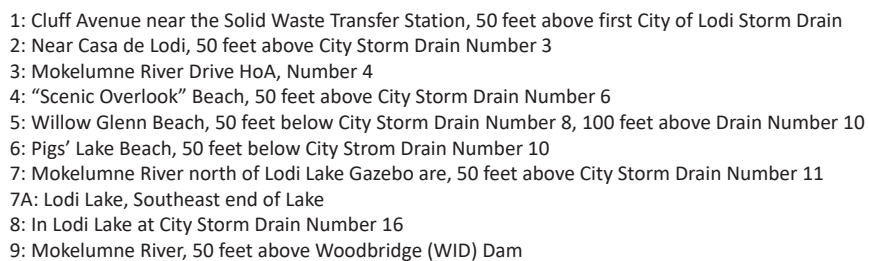 1: Cluff Avenue near the Solid Waste Transfer Station, 50 feet above first City of Lodi Storm Drain
2: Near Casa de Lodi, 50 feet above City Storm Drain Number 3
3: Mokelumne River Drive HoA, Number 4
4: “Scenic Overlook” Beach, 50 feet above City Storm Drain Number 6
5: Willow Glenn Beach, 50 feet below City Storm Drain Number 8, 100 feet above Drain Number 10
6: Pigs’ Lake Beach, 50 feet below City Strom Drain Number 10
7: Mokelumne River north of Lodi Lake Gazebo are, 50 feet above City Storm Drain Number 11
7A: Lodi Lake, Southeast end of Lake
8: In Lodi Lake at City Storm Drain Number 16
9: Mokelumne River, 50 feet above Woodbridge (WID) Dam